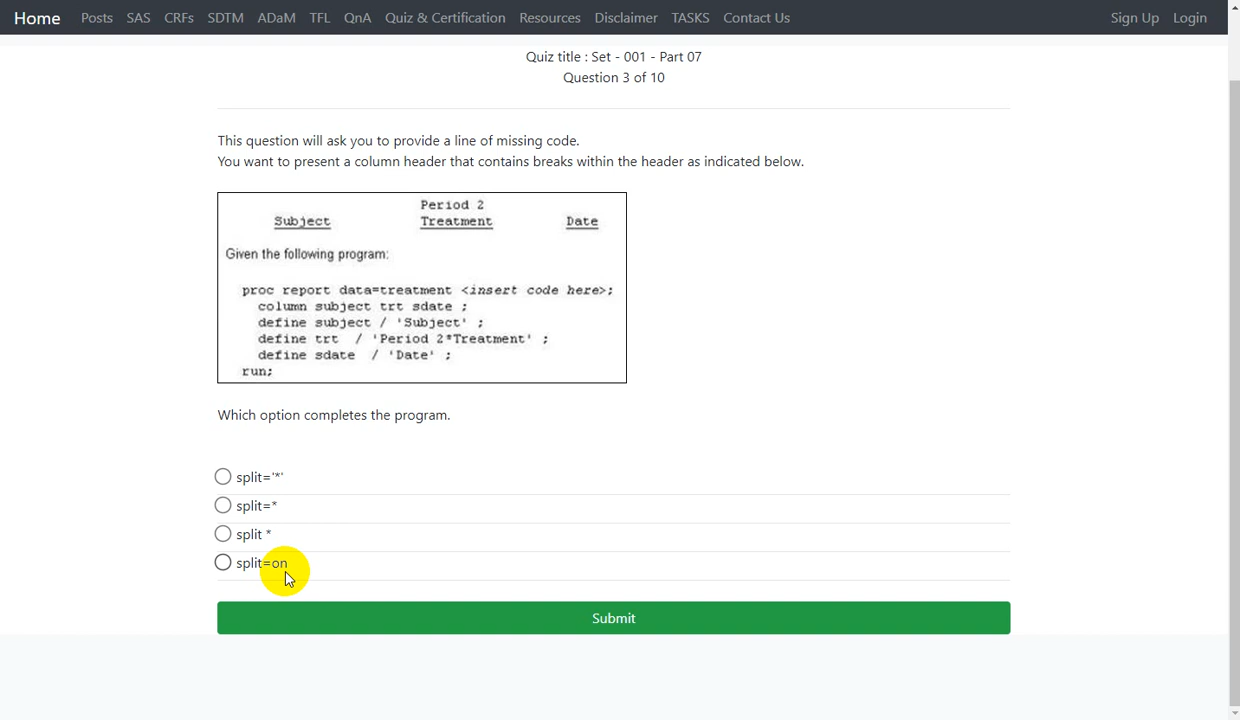 Home Posts SAS CRFs SDTM ADaM TFL QnA Quiz & Certification Resources Disclaimer TASKS Contact Us Sign Up Login
Quiz title : Set - 001 - Part 07
Question 3 of 10
This question will ask you to provide a line of missing code.
You want to present a column header that contains breaks within the header as indicated below.
Period 2
Subject Treatment Date
Given the following program:
proc report data=treatment <insert code here>;
column subject trt sdate ;
define subject / 'Subject' ;
define trt / 'Period 2*Treatment' ;
define sdate / 'Date' ;
run;
Which option completes the program.
split='*'
split=*
split *
split=on
Submit